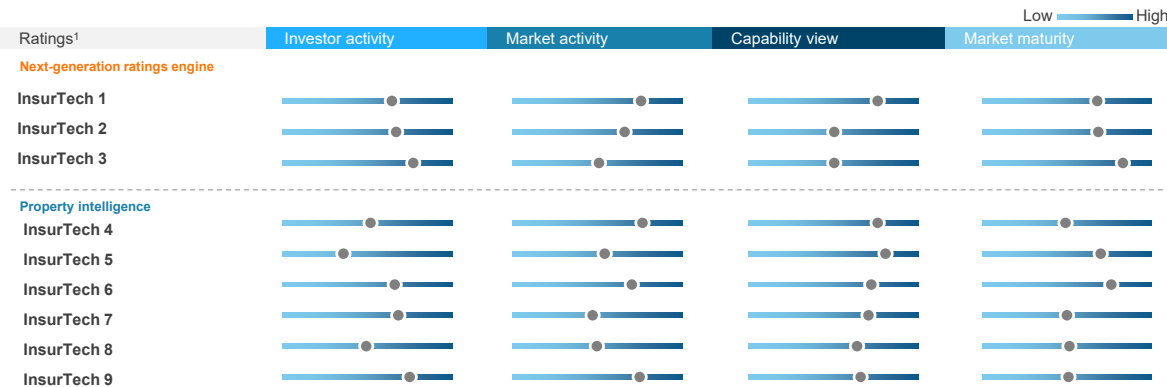 Low High
Ratings¹ Investor activity Market activity Capability view Market maturity
Next-generation ratings engine
InsurTech 1
InsurTech 2
InsurTech 3
Property intelligence
InsurTech 4
InsurTech 5
InsurTech 6
InsurTech 7
InsurTech 8
InsurTech 9